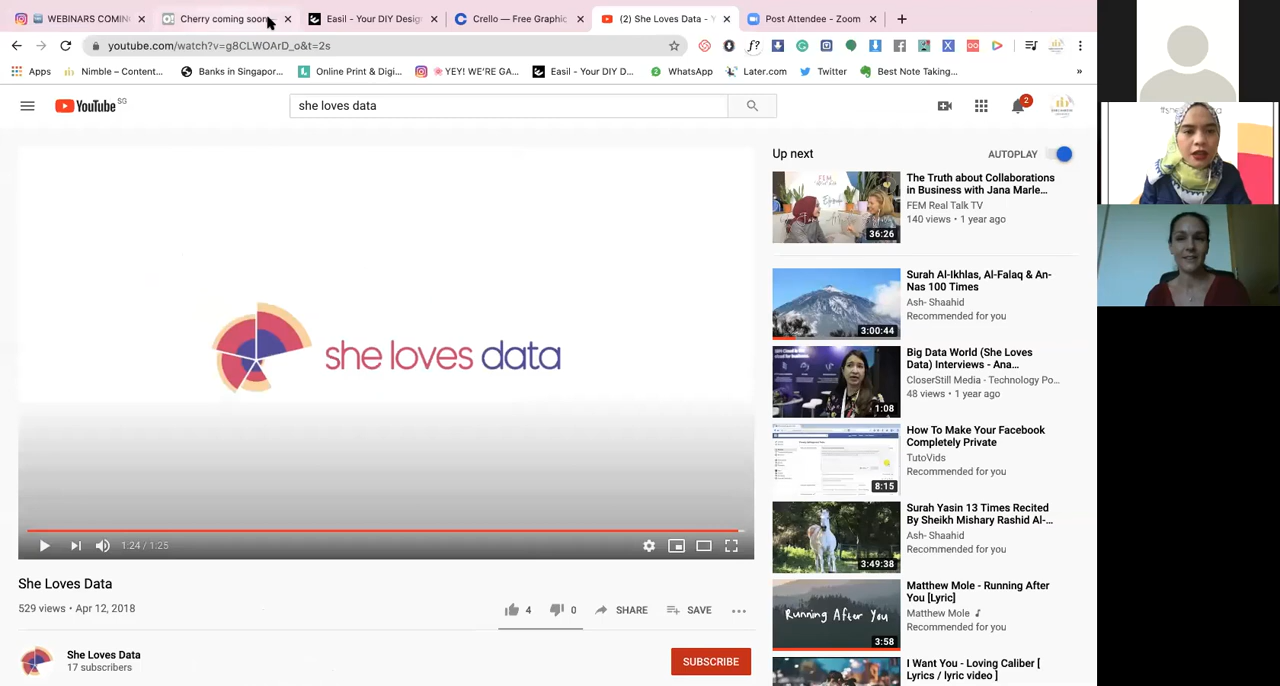 WEBINARS COMIN
Cherry coming soon
Easil - Your DIY Desig
Crello — Free Graphic
(2) She Loves Data - Y
Post Attendee - Zoom
youtube.com/watch?v=g8CLWOArD_o&t=2s
Apps
Nimble – Content...
Banks in Singapor...
Online Print & Digi...
YEY! WE'RE GA...
Easil - Your DIY D...
WhatsApp
Later.com
Twitter
Best Note Taking...
»
YouTube SG
she loves data
2
she loves data
1:24 / 1:25
She Loves Data
529 views • Apr 12, 2018
4
0
SHARE
SAVE
She Loves Data
17 subscribers
SUBSCRIBE
Up next
AUTOPLAY
The Truth about Collaborations
in Business with Jana Marle...
FEM Real Talk TV
140 views • 1 year ago
36:26
Surah Al-Ikhlas, Al-Falaq & An-
Nas 100 Times
Ash- Shaahid
Recommended for you
3:00:44
Big Data World (She Loves
Data) Interviews - Ana...
CloserStill Media - Technology Po...
48 views • 1 year ago
1:08
How To Make Your Facebook
Completely Private
TutoVids
Recommended for you
8:15
Surah Yasin 13 Times Recited
By Sheikh Mishary Rashid Al-...
Ash- Shaahid
Recommended for you
3:49:38
Matthew Mole - Running After
You [Lyric]
Matthew Mole
Recommended for you
Running After You
3:58
I Want You - Loving Caliber [
Lyrics / lyric video ]